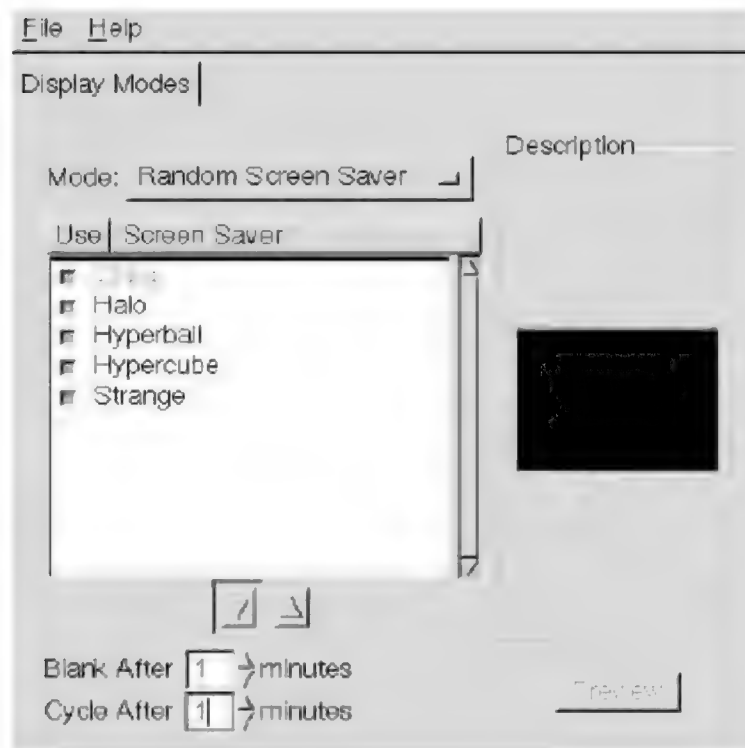 File Help
Display Modes
Description
Mode: Random Screen Saver
Use Screen Saver
Halo
Hyperball
Hypercube
Strange
Blank After 1 minutes
Cycle After 1 minutes
Preview